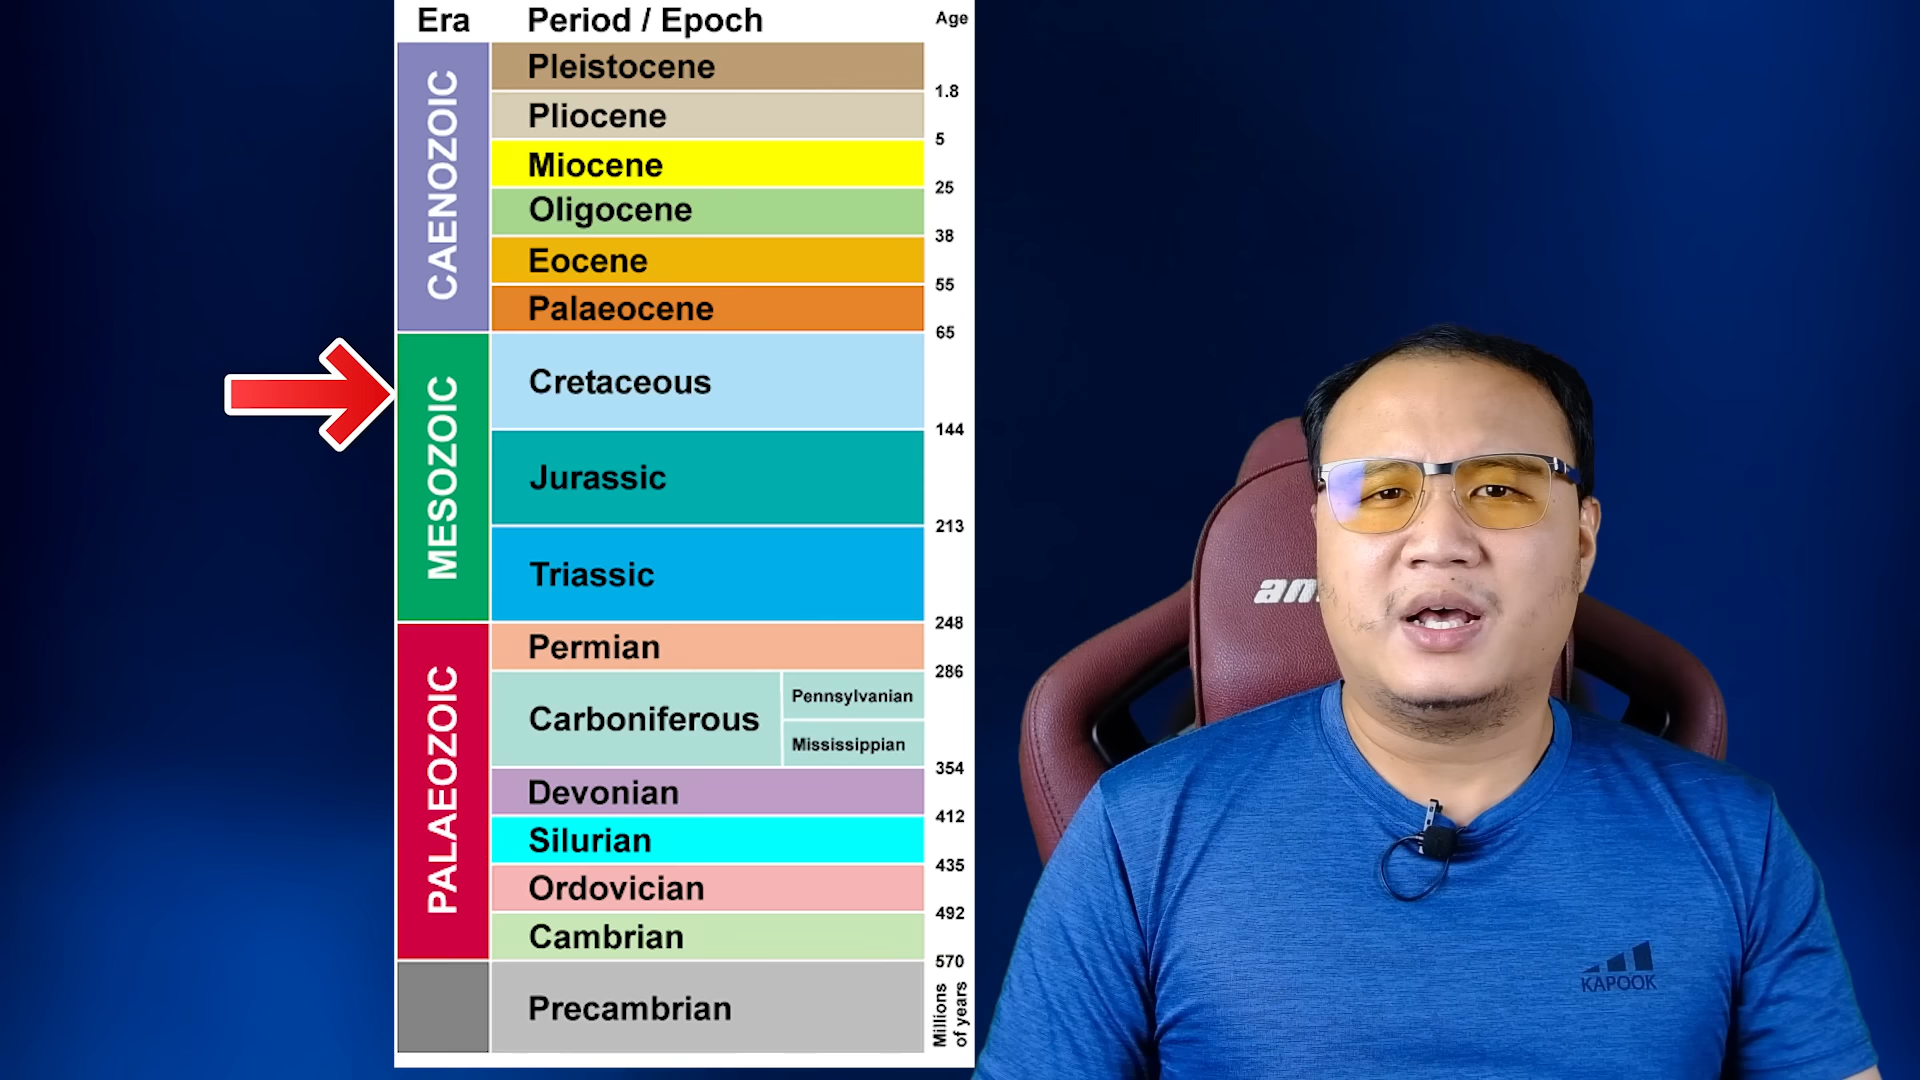 Era Period / Epoch Age
CAENOZOIC
Pleistocene
1.8
Pliocene
5
Miocene
25
Oligocene
38
Eocene
55
Palaeocene
65
MESOZOIC
Cretaceous
144
Jurassic
213
Triassic
248
PALAEOZOIC
Permian
286
Carboniferous
Pennsylvanian
Mississippian
354
Devonian
412
Silurian
435
Ordovician
492
Cambrian
570
Precambrian
Millions
of years
an
KAPOOK